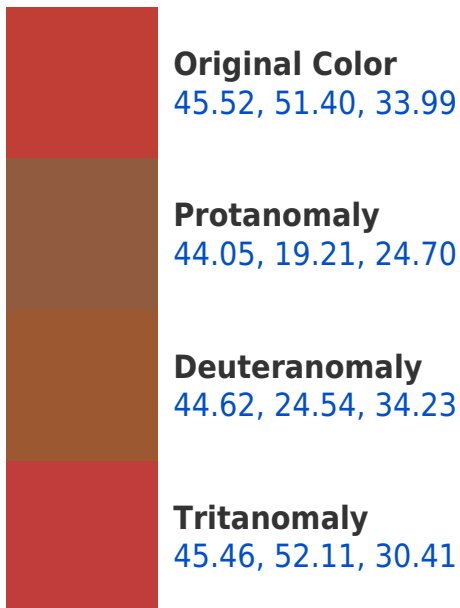 Original Color
45.52, 51.40, 33.99
Protanomaly
44.05, 19.21, 24.70
Deuteranomaly
44.62, 24.54, 34.23
Tritanomaly
45.46, 52.11, 30.41